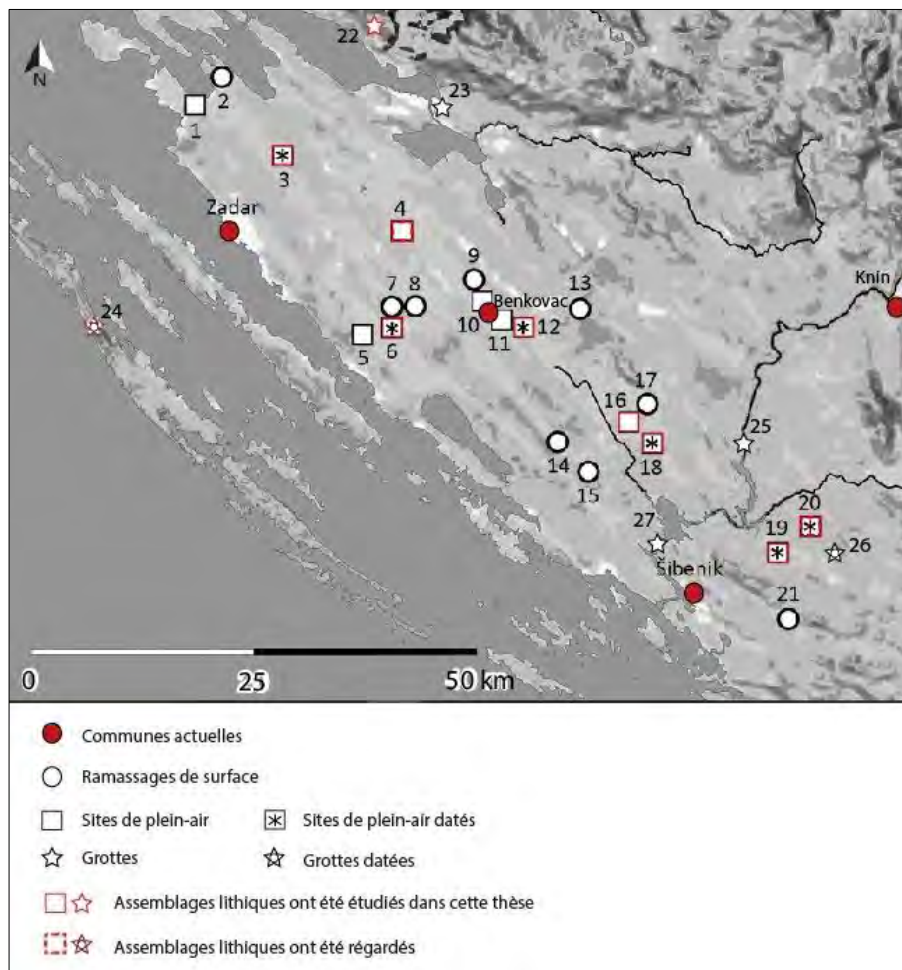 22
23
N
2
1
3
Zadar
4
9
7 8
13
Knin
Benkovac
10
11
12
24
5
6
17
16
25
14
18
15
20
27
19
26
Šibenik
21
0 25 50 km
Communes actuelles
Ramassages de surface
Sites de plein-air
Sites de plein-air datés
Grottes
Grottes datées
Assemblages lithiques ont été étudiés dans cette thèse
Assemblages lithiques ont été régardés